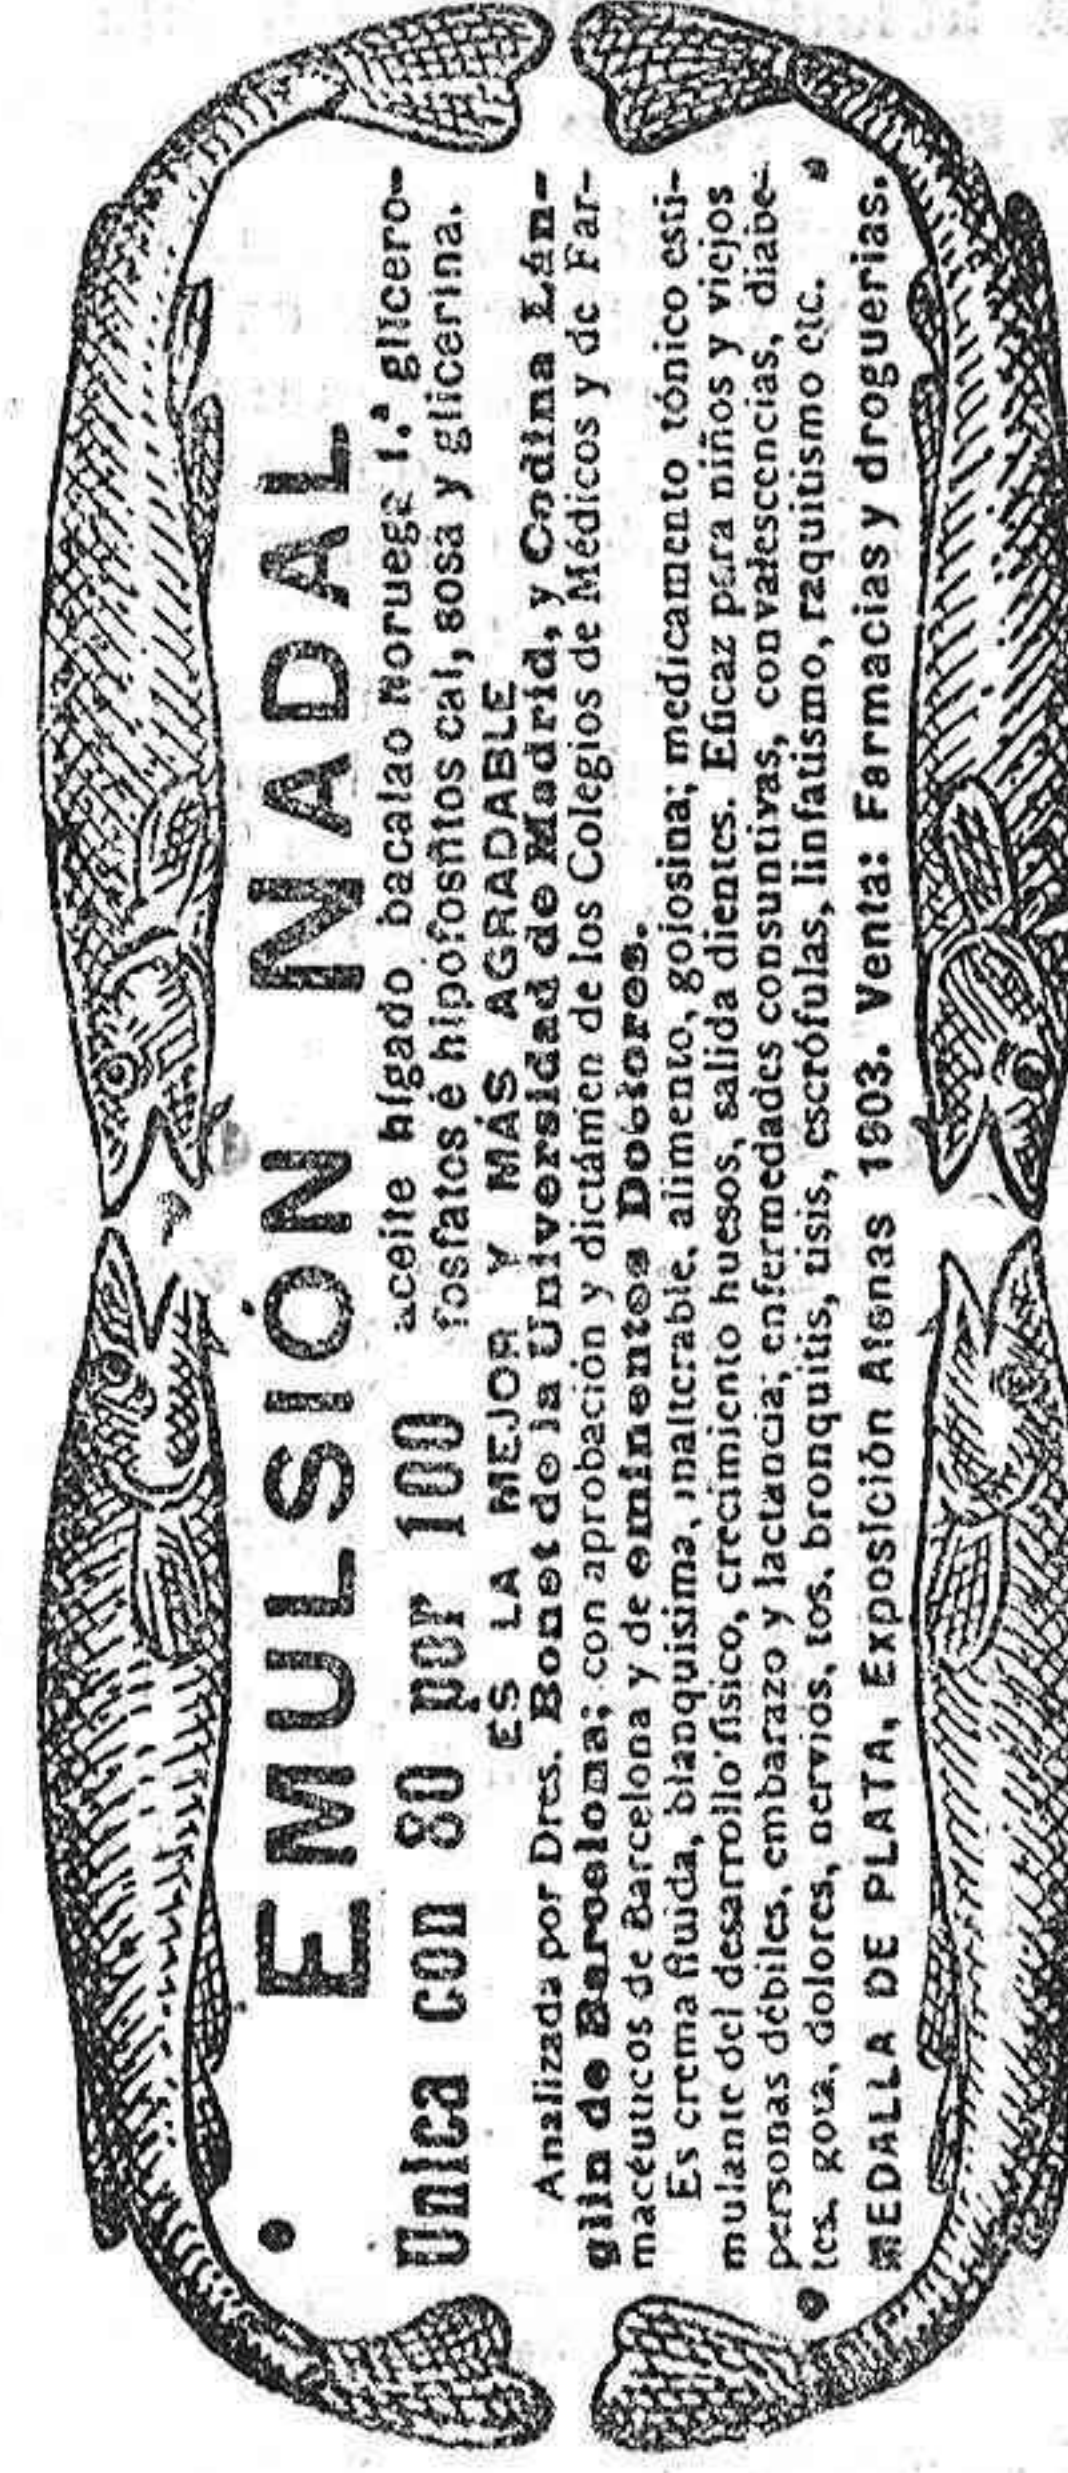 EMULSIÓN NADAL
Unica con 80 por 100 aceite hígado bacalao noruega 1.ª glicero-
fosfatos é hipofosfitos cal, sosa y glicerina.
ES LA MEJOR Y MÁS AGRADABLE
Analizada por Dres. Bonet de la Universidad de Madrid, y Codina Lán-
glin de Barcelona; con aprobación y dictámen de los Colegios de Médicos y de Far-
macéuticos de Barcelona y de eminentes Doctores.
Es crema fluida, blanquísima, inalterable, alimento, golosina; medicamento tónico esti-
mulante del desarrollo físico, crecimiento huesos, salida dientes. Eficaz para niños y viejos
personas débiles, embarazo y lactancia; enfermedades consuntivas, convalescencias, diabe-
tes, gota, dolores, nervios, tos, bronquitis, tisis, escrófulas, linfatismo, raquitismo etc.
MEDALLA DE PLATA, Exposición Atenas 1903. Venta: Farmacias y droguerias.